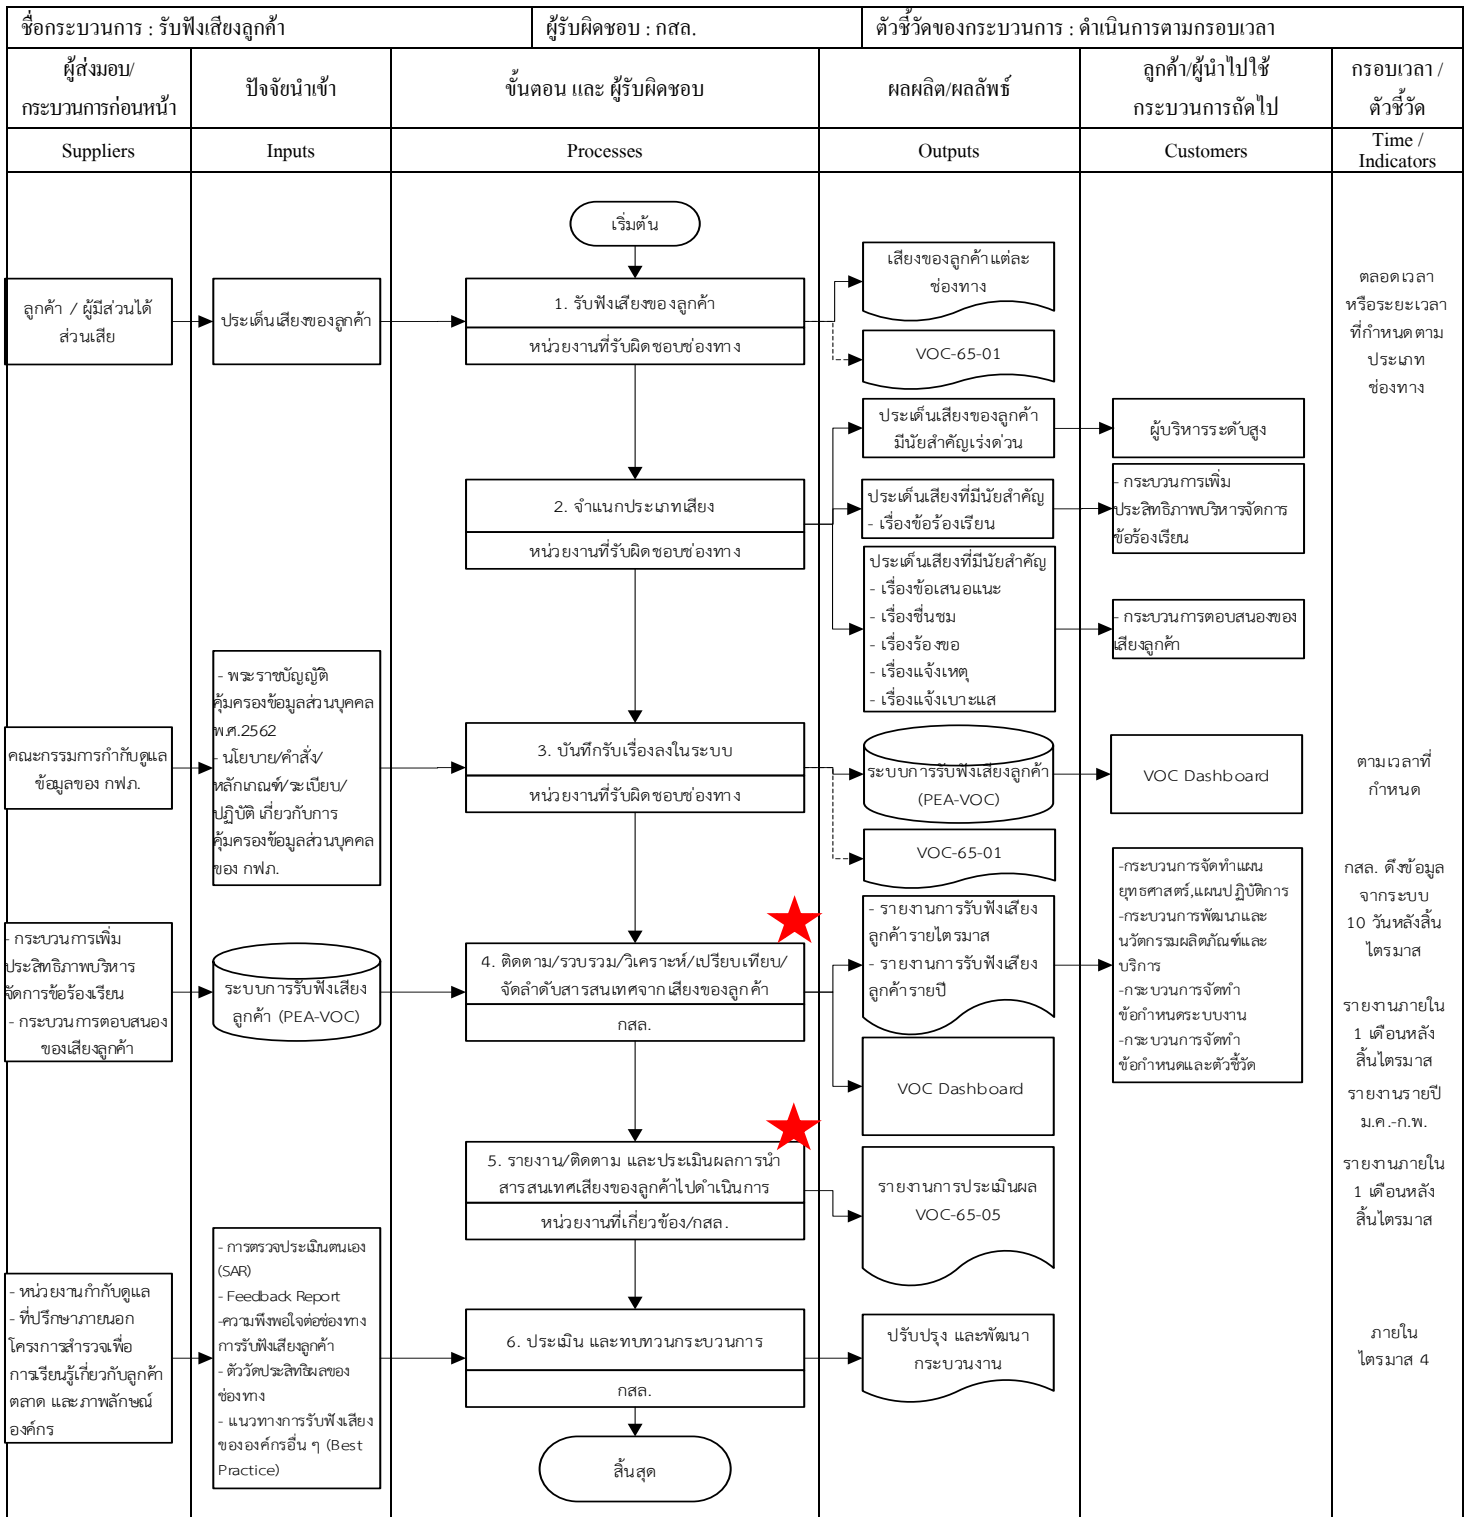 ชื่อกระบวนการ : รับฟังเสียงลูกค้า
ผู้รับผิดชอบ : กสล.
ตัวชี้วัดของกระบวนการ : ดำเนินการตามกรอบเวลา
ผู้ส่งมอบ/
กระบวนการก่อนหน้า
ปัจจัยนำเข้า
ขั้นตอน และ ผู้รับผิดชอบ
ผลผลิต/ผลลัพธ์
ลูกค้า/ผู้นำไปใช้
กระบวนการถัดไป
กรอบเวลา /
ตัวชี้วัด
Suppliers
Inputs
Processes
Outputs
Customers
Time /
Indicators
เริ่มต้น
ลูกค้า / ผู้มีส่วนได้
ส่วนเสีย
ประเด็นเสียงของลูกค้า
1. รับฟังเสียงของลูกค้า
หน่วยงานที่รับผิดชอบช่องทาง
เสียงของลูกค้าแต่ละ
ช่องทาง
VOC-65-01
ตลอดเวลา
หรือระยะเวลา
ที่กำหนดตาม
ประเภท
ช่องทาง
2. จำแนกประเภทเสียง
หน่วยงานที่รับผิดชอบช่องทาง
ประเด็นเสียงของลูกค้า
มีนัยสำคัญเร่งด่วน
ผู้บริหารระดับสูง
ประเด็นเสียงที่มีนัยสำคัญ
- เรื่องข้อร้องเรียน
- กระบวนการเพิ่ม
ประสิทธิภาพบริหารจัดการ
ข้อร้องเรียน
ประเด็นเสียงที่มีนัยสำคัญ
- เรื่องข้อเสนอแนะ
- เรื่องชื่นชม
- เรื่องร้องขอ
- เรื่องแจ้งเหตุ
- เรื่องแจ้งเบาะแส
- กระบวนการตอบสนองของ
เสียงลูกค้า
คณะกรรมการกำกับดูแล
ข้อมูลของ กฟภ.
- พระราชบัญญัติ
คุ้มครองข้อมูลส่วนบุคคล
พ.ศ.2562
- นโยบาย/คำสั่ง/
หลักเกณฑ์/ระเบียบ/
ปฏิบัติ เกี่ยวกับการ
คุ้มครองข้อมูลส่วนบุคคล
ของ กฟภ.
3. บันทึกรับเรื่องลงในระบบ
หน่วยงานที่รับผิดชอบช่องทาง
ระบบการรับฟังเสียงลูกค้า
(PEA-VOC)
VOC-65-01
VOC Dashboard
ตามเวลาที่
กำหนด
- กระบวนการเพิ่ม
ประสิทธิภาพบริหาร
จัดการข้อร้องเรียน
- กระบวนการตอบสนอง
ของเสียงลูกค้า
ระบบการรับฟังเสียง
ลูกค้า (PEA-VOC)
4. ติดตาม/รวบรวม/วิเคราะห์/เปรียบเทียบ/
จัดลำดับสารสนเทศจากเสียงของลูกค้า
กสล.
- รายงานการรับฟังเสียง
ลูกค้ารายไตรมาส
- รายงานการรับฟังเสียง
ลูกค้ารายปี
VOC Dashboard
-กระบวนการจัดทำแผน
ยุทธศาสตร์,แผนปฏิบัติการ
-กระบวนการพัฒนาและ
นวัตกรรมผลิตภัณฑ์และ
บริการ
-กระบวนการจัดทำ
ข้อกำหนดระบบงาน
-กระบวนการจัดทำ
ข้อกำหนดและตัวชี้วัด
กสล. ดึงข้อมูล
จากระบบ
10 วันหลังสิ้น
ไตรมาส
รายงานภายใน
1 เดือนหลัง
สิ้นไตรมาส
รายงานรายปี
ม.ค.-ก.พ.
5. รายงาน/ติดตาม และประเมินผลการนำ
สารสนเทศเสียงของลูกค้าไปดำเนินการ
หน่วยงานที่เกี่ยวข้อง/กสล.
รายงานการประเมินผล
VOC-65-05
รายงานภายใน
1 เดือนหลัง
สิ้นไตรมาส
- หน่วยงานกำกับดูแล
- ที่ปรึกษาภายนอก
โครงการสำรวจเพื่อ
การเรียนรู้เกี่ยวกับลูกค้า
ตลาด และภาพลักษณ์
องค์กร
- การตรวจประเมินตนเอง
(SAR)
- Feedback Report
-ความพึงพอใจต่อช่องทาง
การรับฟังเสียงลูกค้า
- ตัววัดประสิทธิผลของ
ช่องทาง
- แนวทางการรับฟังเสียง
ขององค์กรอื่น ๆ (Best
Practice)
6. ประเมิน และทบทวนกระบวนการ
กสล.
ปรับปรุง และพัฒนา
กระบวนงาน
ภายใน
ไตรมาส 4
สิ้นสุด